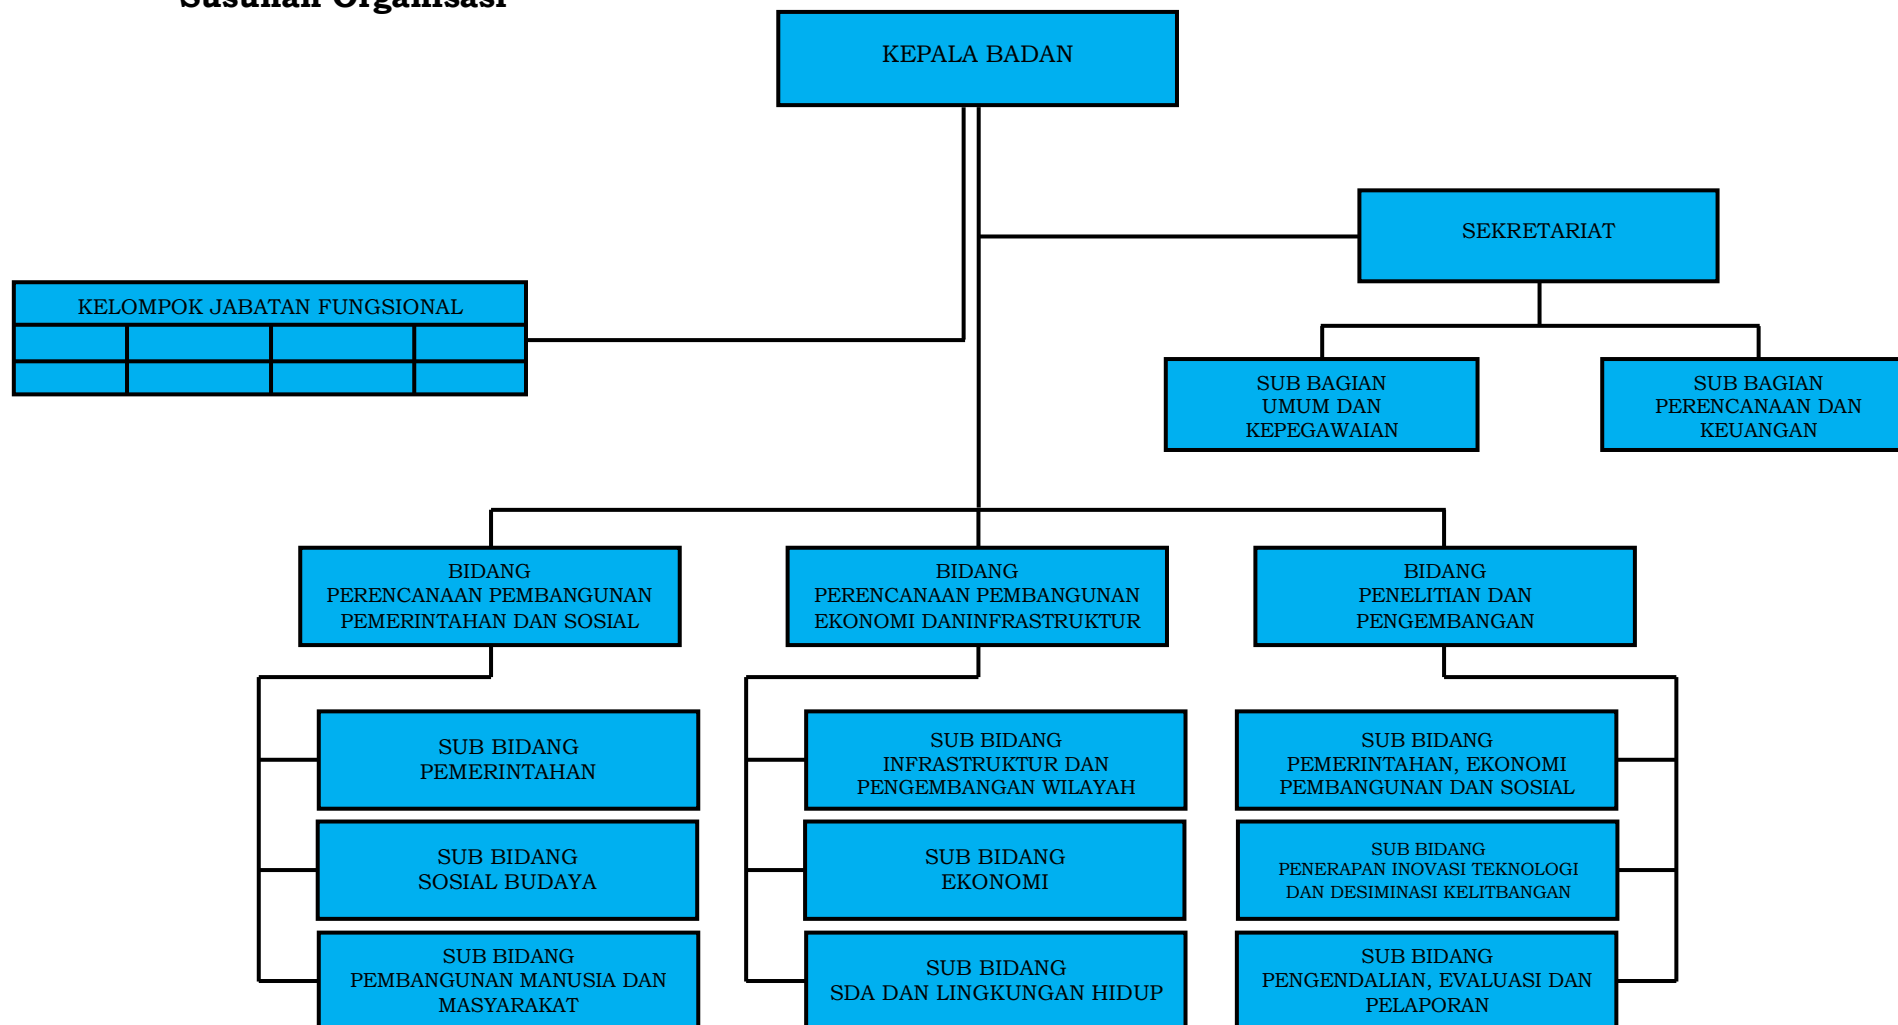 Susunan Organisasi
KEPALA BADAN
SEKRETARIAT
KELOMPOK JABATAN FUNGSIONAL
SUB BAGIAN
UMUM DAN
KEPEGAWAIAN
SUB BAGIAN
PERENCANAAN DAN
KEUANGAN
BIDANG
PERENCANAAN PEMBANGUNAN
PEMERINTAHAN DAN SOSIAL
BIDANG
PERENCANAAN PEMBANGUNAN
EKONOMI DANINFRASTRUKTUR
BIDANG
PENELITIAN DAN
PENGEMBANGAN
SUB BIDANG
PEMERINTAHAN
SUB BIDANG
INFRASTRUKTUR DAN
PENGEMBANGAN WILAYAH
SUB BIDANG
PEMERINTAHAN, EKONOMI
PEMBANGUNAN DAN SOSIAL
SUB BIDANG
SOSIAL BUDAYA
SUB BIDANG
EKONOMI
SUB BIDANG
PENERAPAN INOVASI TEKNOLOGI
DAN DESIMINASI KELITBANGAN
SUB BIDANG
PEMBANGUNAN MANUSIA DAN
MASYARAKAT
SUB BIDANG
SDA DAN LINGKUNGAN HIDUP
SUB BIDANG
PENGENDALIAN, EVALUASI DAN
PELAPORAN